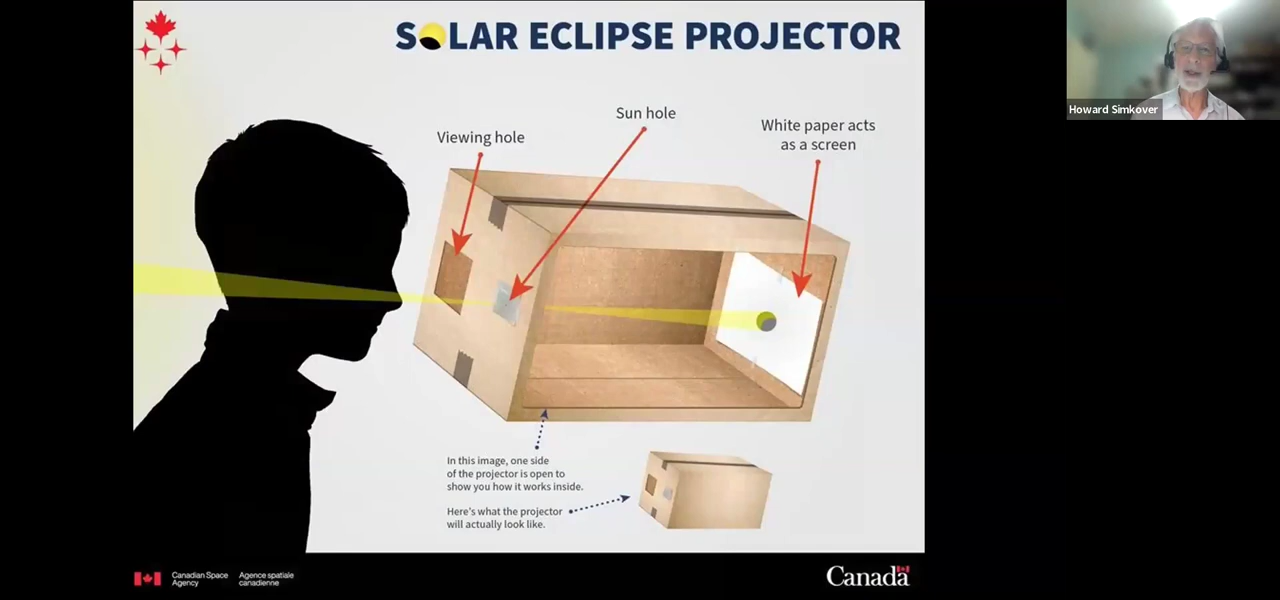 SOLAR ECLIPSE PROJECTOR
Howard Simkover
Sun hole
Viewing hole
White paper acts
as a screen
In this image, one side
of the projector is open to
show you how it works inside.
Here's what the projector
will actually look like.
Canadian Space
Agency
Agence spatiale
canadienne
Canada